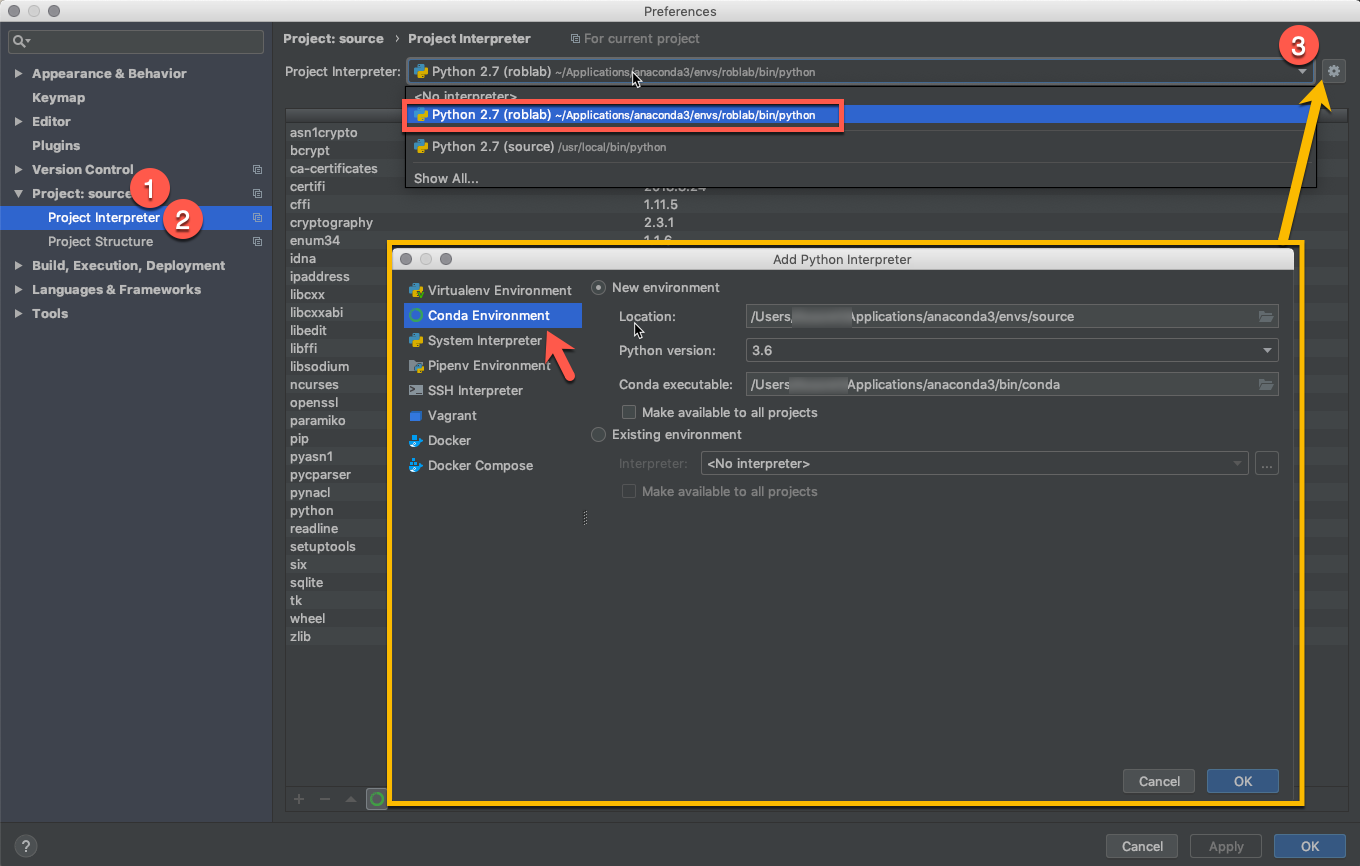 Preferences
Project: source › Project Interpreter For current project
3
Project Interpreter: Python 2.7 (roblab) ~/Applications/anaconda3/envs/roblab/bin/python
<No interpreter>
Python 2.7 (roblab) ~/Applications/anaconda3/envs/roblab/bin/python
Python 2.7 (source) /usr/local/bin/python
Show All...
Appearance & Behavior
Keymap
Editor
Plugins
Version Control
Project: source
1
Project Interpreter
2
Project Structure
Build, Execution, Deployment
Languages & Frameworks
Tools
asn1crypto
bcrypt
ca-certificates
certifi
cffi 1.11.5
cryptography 2.3.1
enum34 1.1.6
idna
ipaddress
libcxx
libcxxabi
libedit
libffi
libsodium
ncurses
openssl
paramiko
pip
pyasn1
pycparser
pynacl
python
readline
setuptools
six
sqlite
tk
wheel
zlib
Add Python Interpreter
Virtualenv Environment
Conda Environment
System Interpreter
Pipenv Environment
SSH Interpreter
Vagrant
Docker
Docker Compose
New environment
Location: /Users/ Applications/anaconda3/envs/source
Python version: 3.6
Conda executable: /Users Applications/anaconda3/bin/conda
Make available to all projects
Existing environment
Interpreter: <No interpreter> ...
Make available to all projects
Cancel OK
? Cancel Apply OK